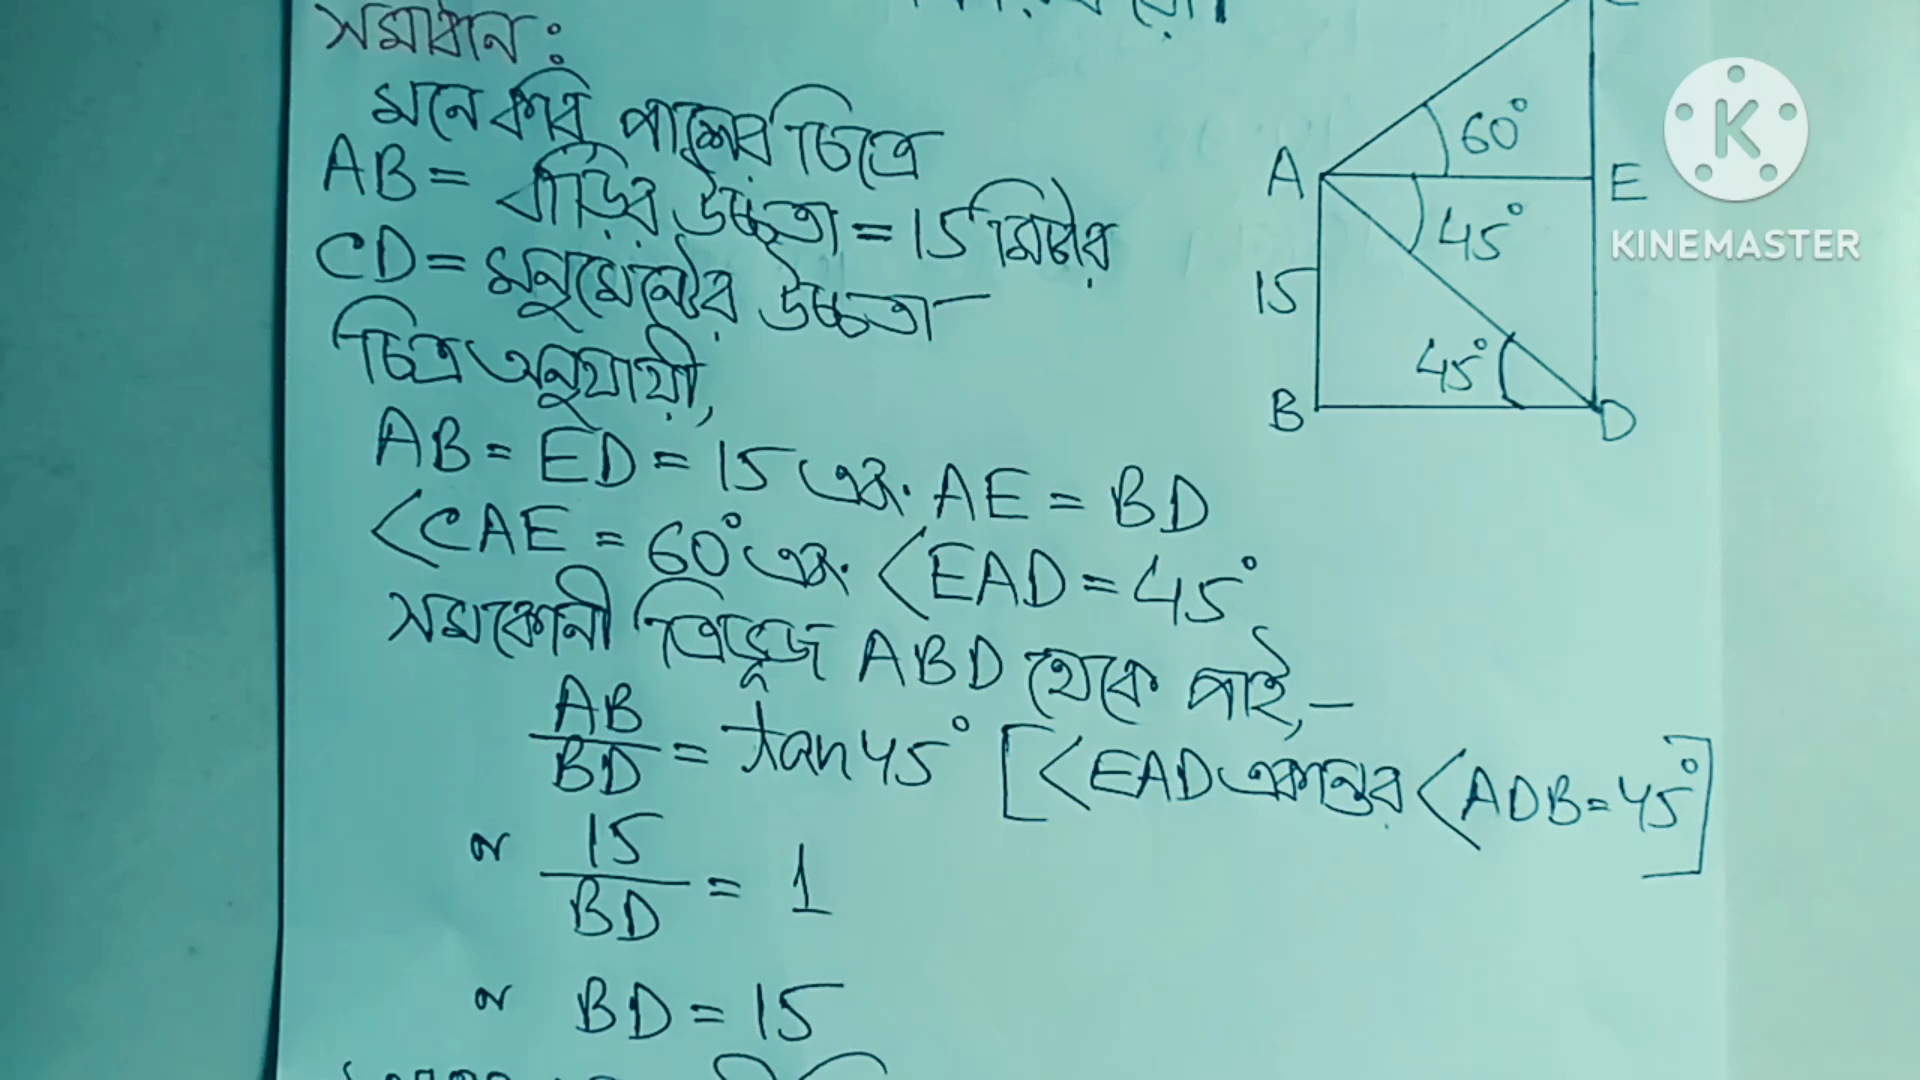 সমাধান:
মনে করি পাশের চিত্রে
AB = বাড়ির উচ্চতা = 15 মিটার
CD = মনুমেন্টের উচ্চতা
চিত্র অনুযায়ী,
AB = ED = 15 এবং AE = BD
<CAE = 60° এবং <EAD = 45°
সমকোনী ত্রিভুজ ABD থেকে পাই,-
AB/BD = tan45° [<EAD একান্তর <ADB = 45°]
বা 15/BD = 1
বা BD = 15
60°
A
E
45°
15
45°
B
D
K
KINEMASTER